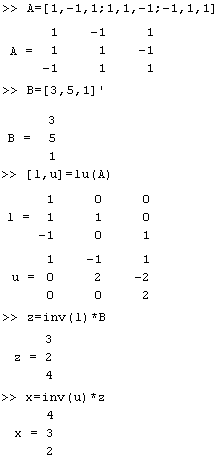 >> A=[1,-1,1;1,1,-1;-1,1,1]
1 -1 1
A = 1 1 -1
-1 1 1
>> B=[3,5,1]'
3
B = 5
1
>> [l,u]=lu(A)
1 0 0
l = 1 1 0
-1 0 1
1 -1 1
u = 0 2 -2
0 0 2
>> z=inv(l)*B
3
z = 2
4
>> x=inv(u)*z
4
x = 3
2